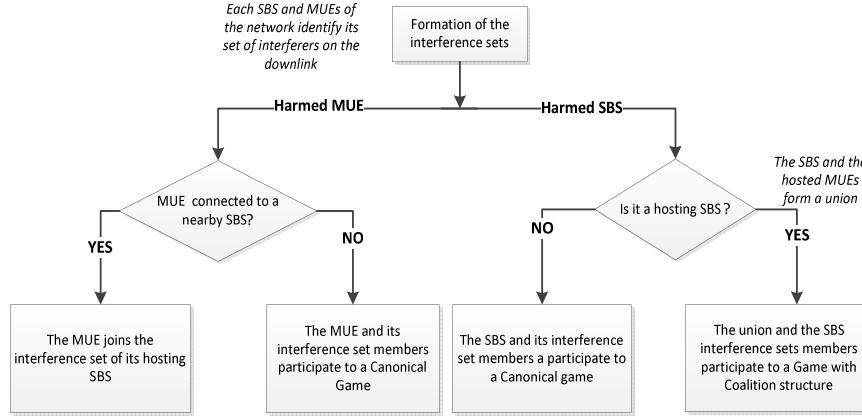 Each SBS and MUEs of
the network identify its
set of interferers on the
downlink
Formation of the
interference sets
Harmed MUE
Harmed SBS
MUE connected to a
nearby SBS?
Is it a hosting SBS ?
The SBS and the
hosted MUEs
form a union
YES
NO
NO
YES
The MUE joins the
interference set of its hosting
SBS
The MUE and its
interference set members
participate to a Canonical
Game
The SBS and its interference
set members a participate to
a Canonical game
The union and the SBS
interference sets members
participate to a Game with
Coalition structure